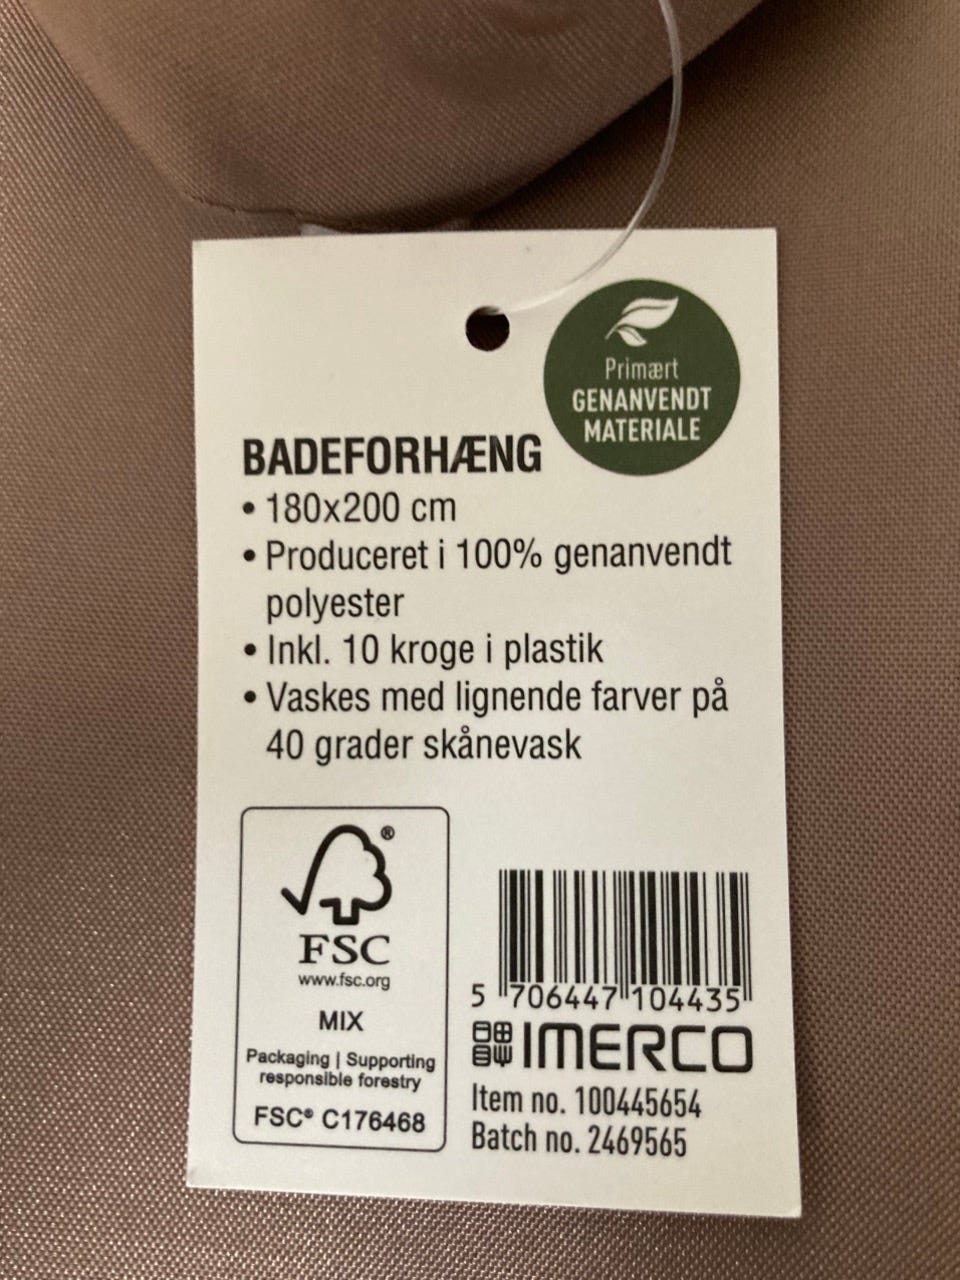 Primært
GENANVENDT
MATERIALE
BADEFORHÆNG
• 180x200 cm
• Produceret i 100% genanvendt
polyester
• Inkl. 10 kroge i plastik
• Vaskes med lignende farver på
40 grader skånevask
®
FSC
www.fsc.org
MIX
Packaging | Supporting
responsible forestry
FSC® C176468
5 706447 104435
IMERCO
Item no. 100445654
Batch no. 2469565